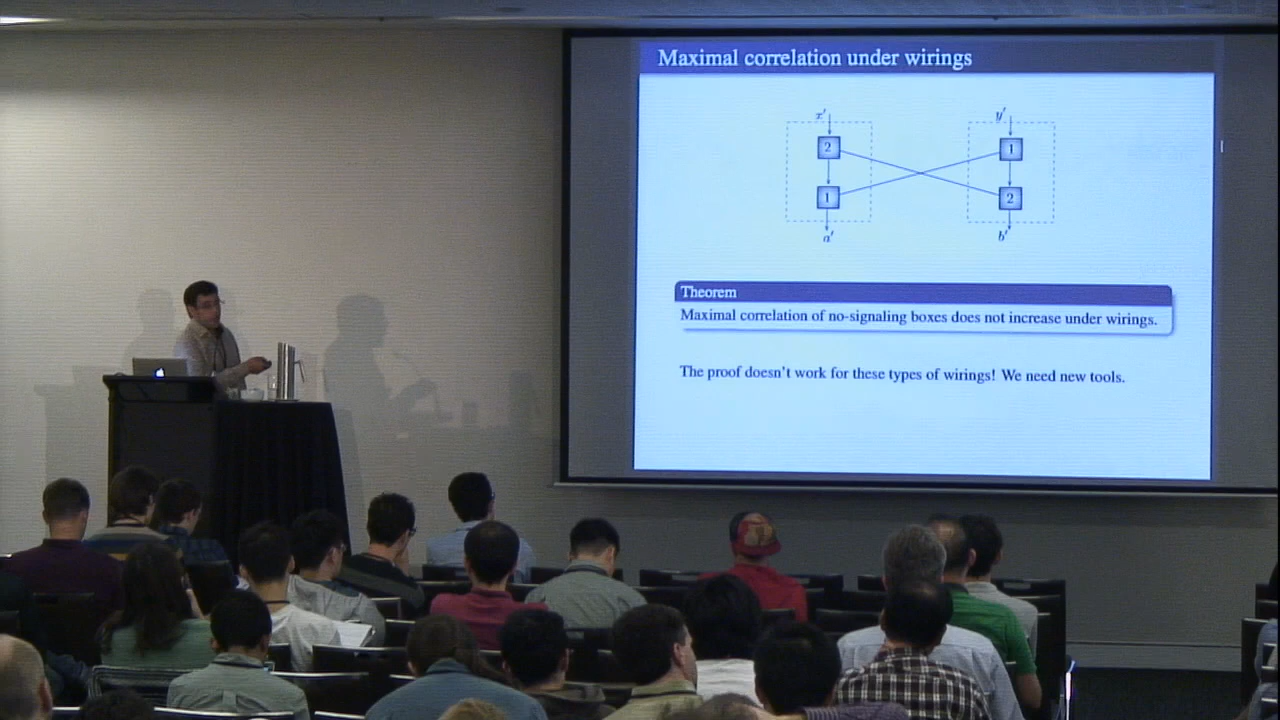 Maximal correlation under wirings
x′ y′
2 1
1 2
a′ b′
Theorem
Maximal correlation of no-signaling boxes does not increase under wirings.
The proof doesn't work for these types of wirings! We need new tools.